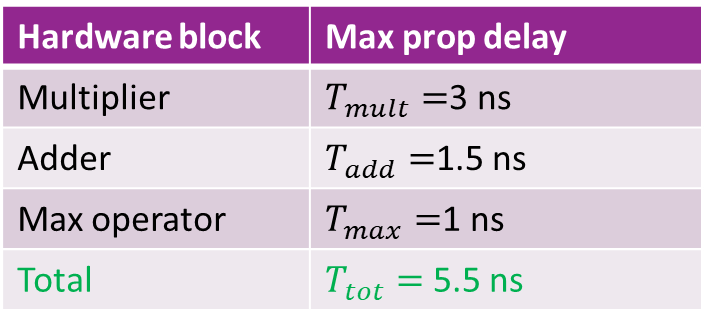 Hardware block Max prop delay
Multiplier T_mult =3 ns
Adder T_add =1.5 ns
Max operator T_max =1 ns
Total T_tot = 5.5 ns